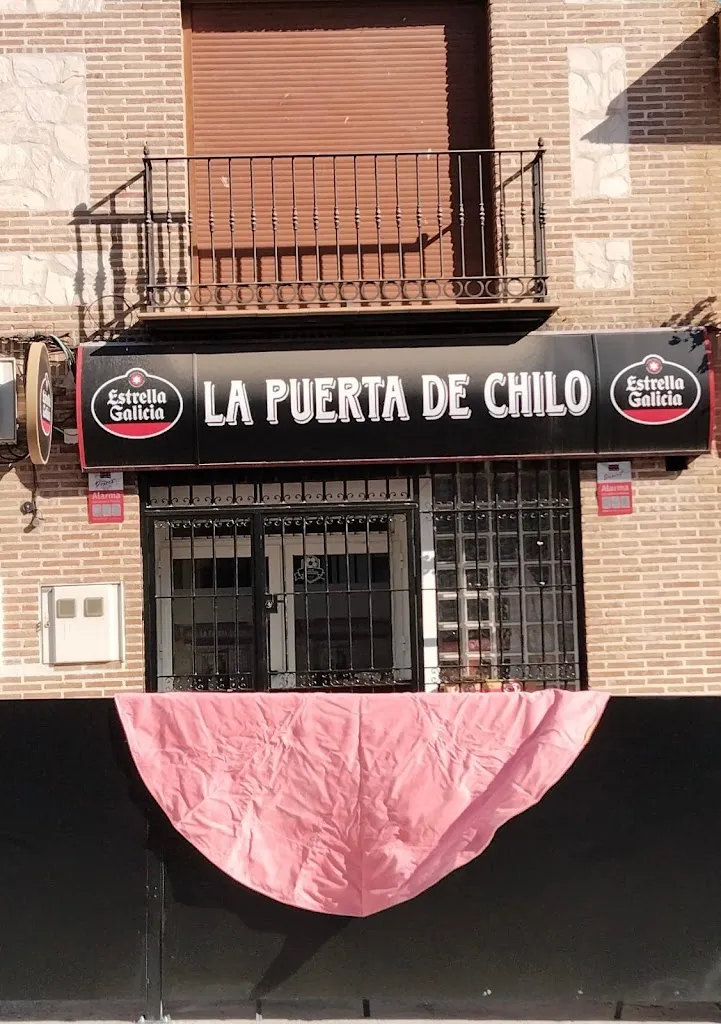 Estrella
Galicia
LA PUERTA DE CHILO
Estrella
Galicia
Alarma
Alarma